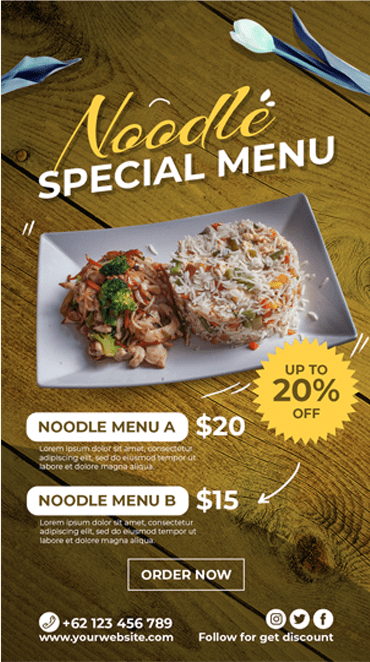 Noodle
SPECIAL MENU
UP TO
20%
OFF
NOODLE MENU A $20
Lorem ipsum dolor sit amet, consectetur
adipiscing elit, sed do eiusmod tempor ut
labore et dolore magna aliqua.
NOODLE MENU B $15
Lorem ipsum dolor sit amet, consectetur
adipiscing elit, sed do eiusmod tempor ut
labore et dolore magna aliqua.
ORDER NOW
+62 123 456 789
www.yourwebsite.com
Follow for get discount